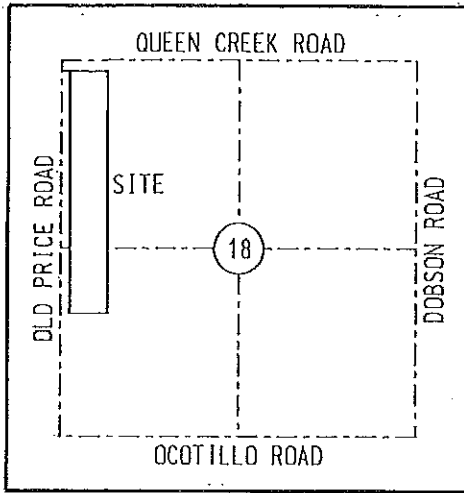 QUEEN CREEK ROAD
SITE
OLD PRICE ROAD
18
DOBSON ROAD
OCOTILLO ROAD